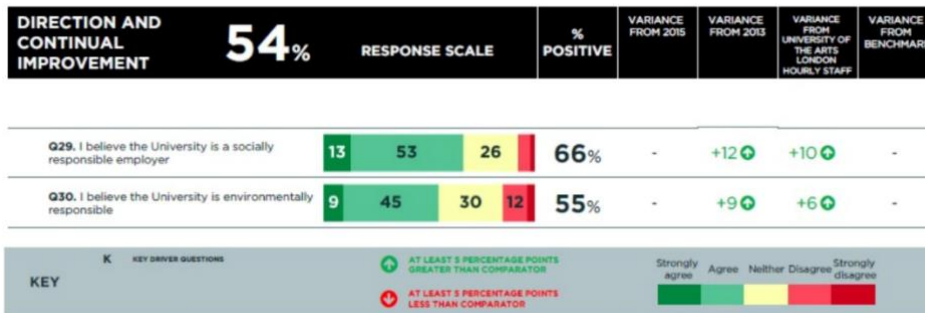 DIRECTION AND
CONTINUAL
IMPROVEMENT
54%
RESPONSE SCALE
%
POSITIVE
VARIANCE
FROM 2015
VARIANCE
FROM 2013
VARIANCE
FROM
UNIVERSITY OF
THE ARTS
LONDON
HOURLY STAFF
VARIANCE
FROM
BENCHMAR
Q29. I believe the University is a socially
responsible employer
13 53 26 66% - +12 +10 -
Q30. I believe the University is environmentally
responsible
9 45 30 12 55% - +9 +6 -
KEY
K KEY DRIVER QUESTIONS
AT LEAST 5 PERCENTAGE POINTS
GREATER THAN COMPARATOR
AT LEAST 5 PERCENTAGE POINTS
LESS THAN COMPARATOR
Strongly
agree
Agree
Neither
Disagree
Strongly
disagree